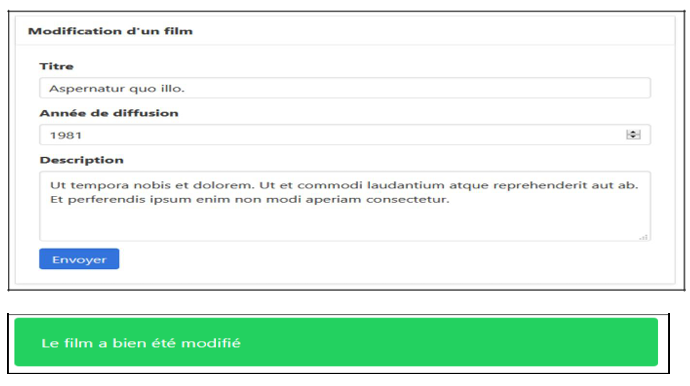 Modification d'un film
Titre
Aspernatur quo illo.
Année de diffusion
1981
Description
Ut tempora nobis et dolorem. Ut et commodi laudantium atque reprehenderit aut ab.
Et perferendis ipsum enim non modi aperiam consectetur.
Envoyer
Le film a bien été modifié